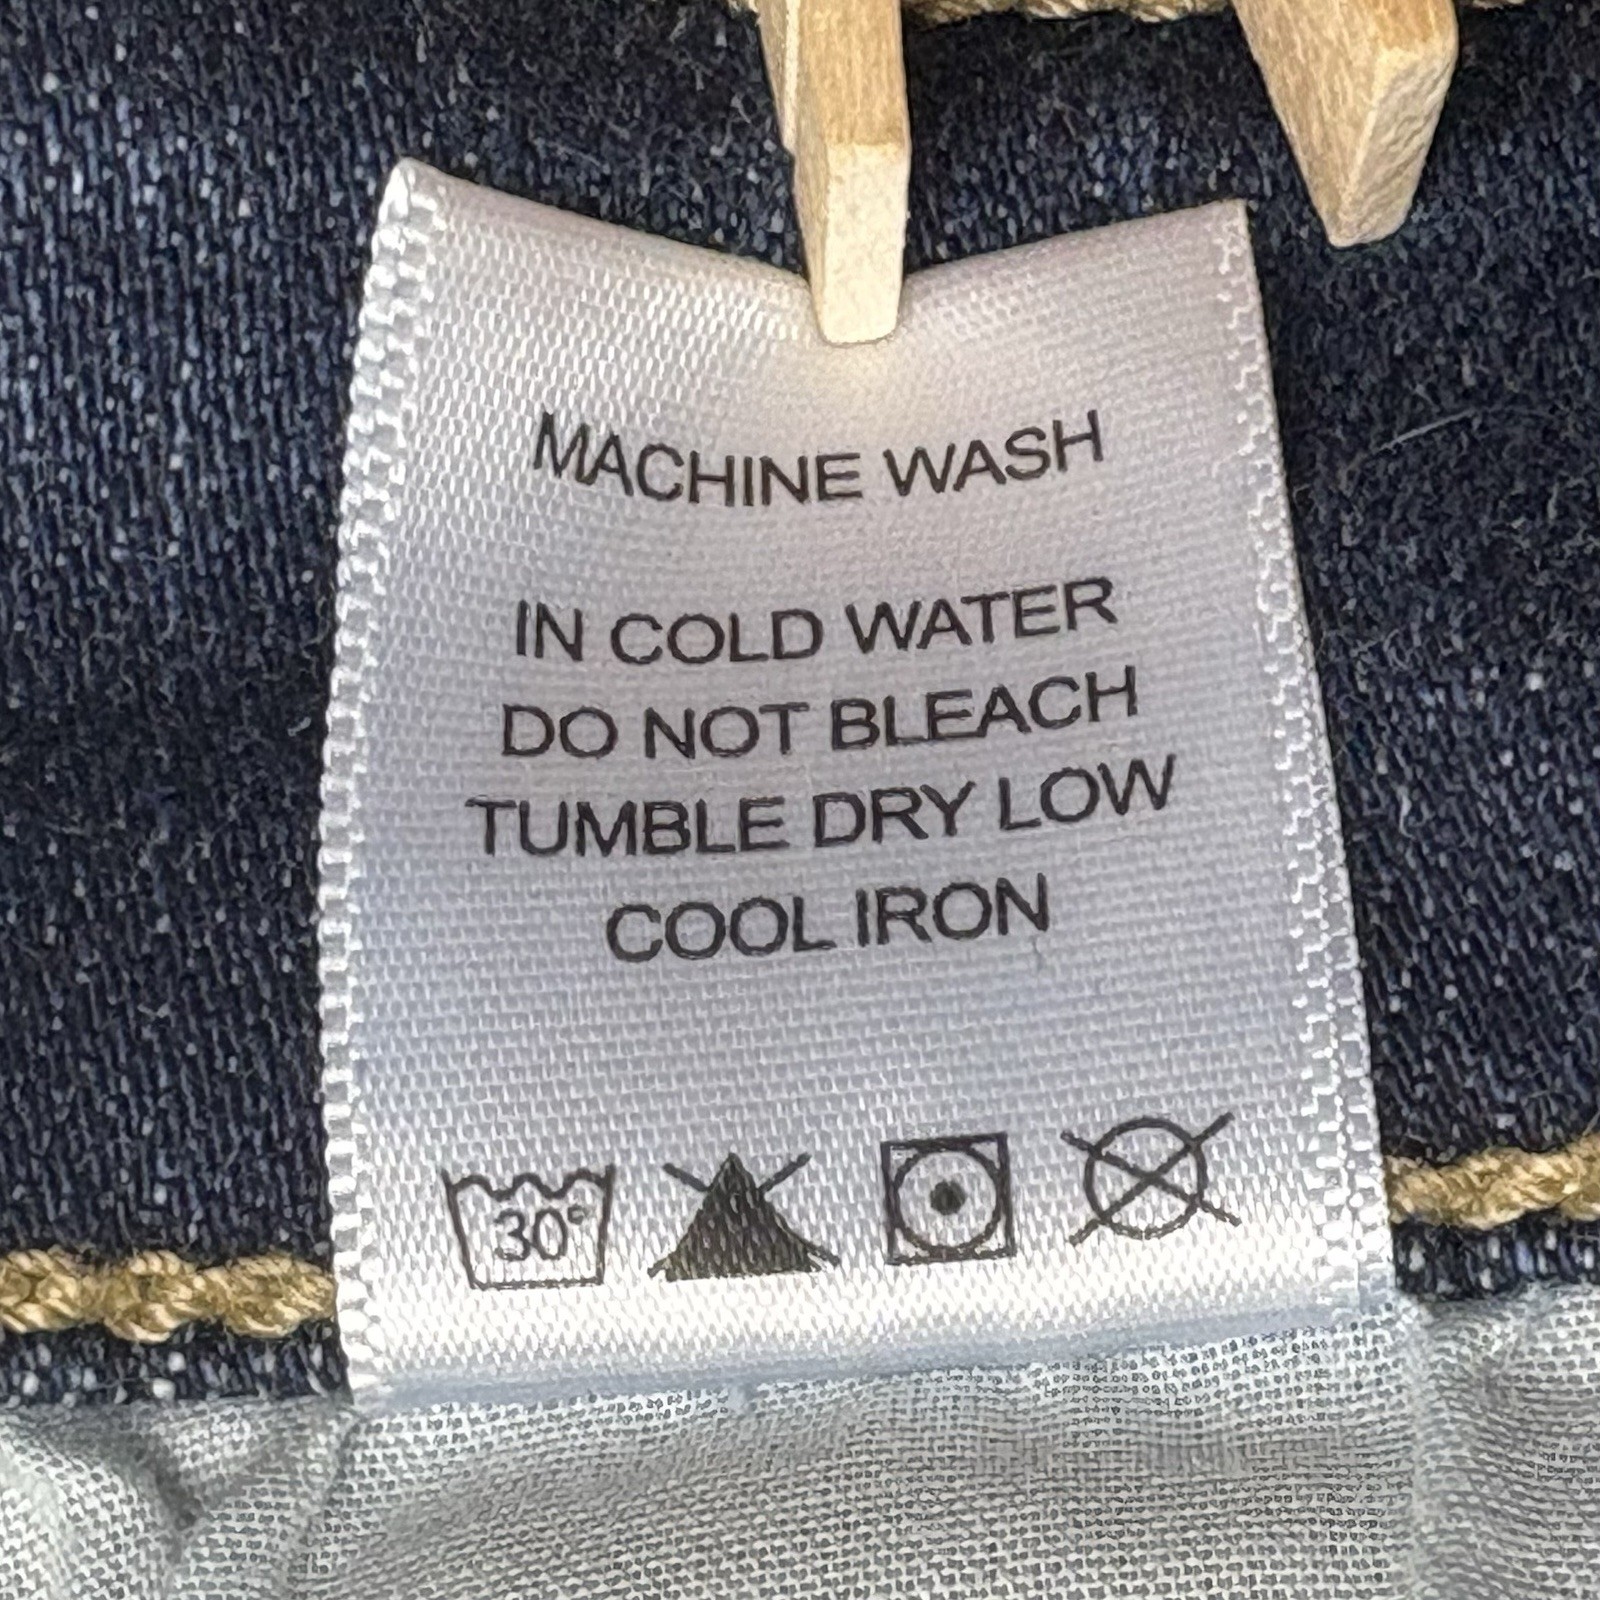 MACHINE WASH
IN COLD WATER
DO NOT BLEACH
TUMBLE DRY LOW
COOL IRON
30°